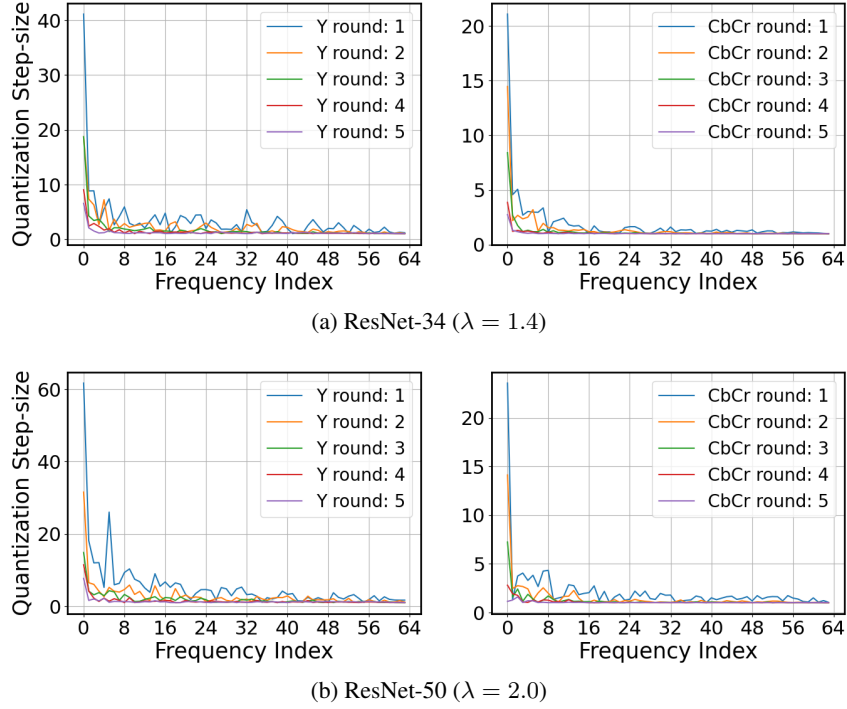 Quantization Step-size
40
30
20
10
0
Y round: 1
Y round: 2
Y round: 3
Y round: 4
Y round: 5
0 8 16 24 32 40 48 56 64
Frequency Index
20
15
10
5
0
CbCr round: 1
CbCr round: 2
CbCr round: 3
CbCr round: 4
CbCr round: 5
0 8 16 24 32 40 48 56 64
Frequency Index
(a) ResNet-34 (λ = 1.4)
Quantization Step-size
60
40
20
0
Y round: 1
Y round: 2
Y round: 3
Y round: 4
Y round: 5
0 8 16 24 32 40 48 56 64
Frequency Index
20
15
10
5
0
CbCr round: 1
CbCr round: 2
CbCr round: 3
CbCr round: 4
CbCr round: 5
0 8 16 24 32 40 48 56 64
Frequency Index
(b) ResNet-50 (λ = 2.0)